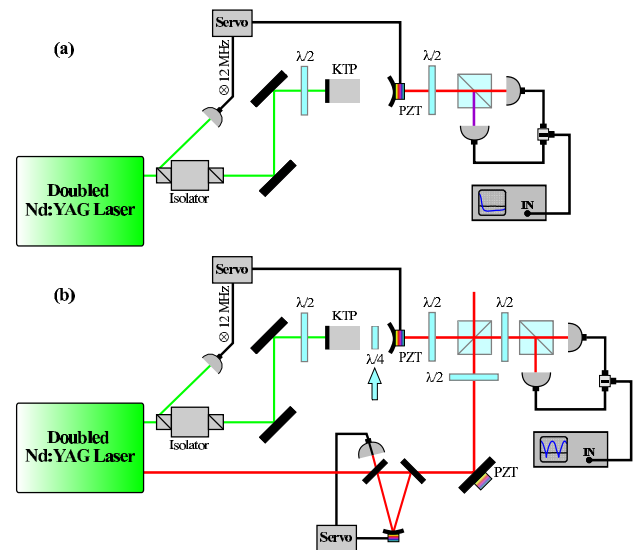 (a)
Servo
⊗ 12 MHz
λ/2
KTP
λ/2
PZT
Doubled
Nd:YAG Laser
Isolator
IN
(b)
Servo
⊗ 12 MHz
λ/2
KTP
λ/4
PZT
λ/2
λ/2
λ/2
Doubled
Nd:YAG Laser
Isolator
IN
PZT
Servo